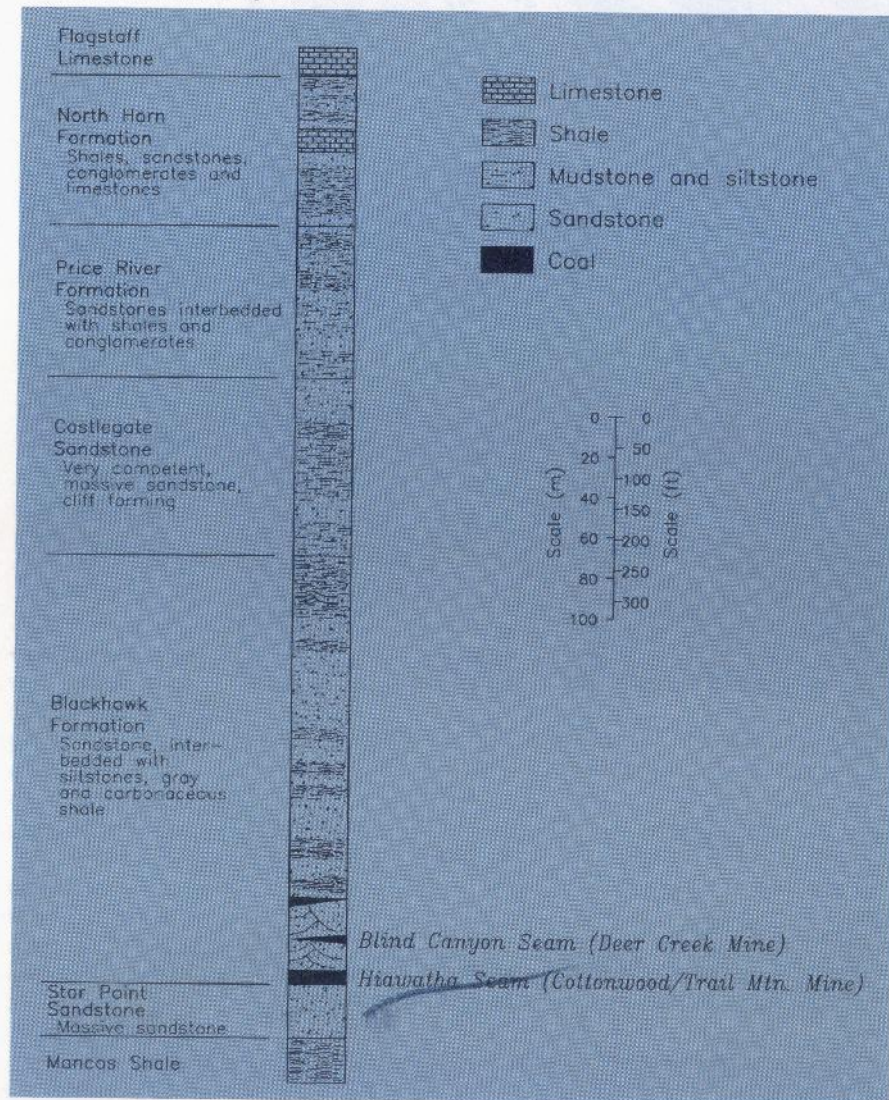 Flagstaff
Limestone
North Horn
Formation
Shales, sandstones,
conglomerates and
limestones
Price River
Formation
Sandstones interbedded
with shales and
conglomerates
Castlegate
Sandstone
Very competent,
massive sandstone,
cliff forming
Blackhawk
Formation
Sandstone, inter-
bedded with
siltstones, gray
and carbonaceous
shale
Star Point
Sandstone
Massive sandstone
Mancos Shale
Limestone
Shale
Mudstone and siltstone
Sandstone
Coal
Scale (m)
0
20
40
60
80
100
0
50
100
150
200
250
300
Scale (ft)
Blind Canyon Seam (Deer Creek Mine)
Hiawatha Seam (Cottonwood/Trail Mtn. Mine)